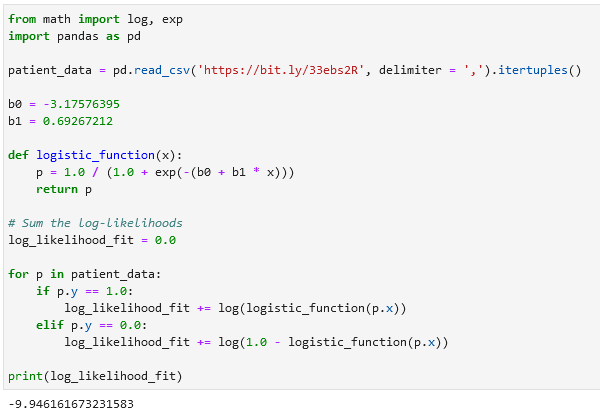 from math import log, exp
import pandas as pd
patient_data = pd.read_csv('https://bit.ly/33ebs2R', delimiter = ',').itertuples()
b0 = -3.17576395
b1 = 0.69267212
def logistic_function(x):
    p = 1.0 / (1.0 + exp(-(b0 + b1 * x)))
    return p
# Sum the log-likelihoods
log_likelihood_fit = 0.0
for p in patient_data:
    if p.y == 1.0:
        log_likelihood_fit += log(logistic_function(p.x))
    elif p.y == 0.0:
        log_likelihood_fit += log(1.0 - logistic_function(p.x))
print(log_likelihood_fit)
-9.946161673231583